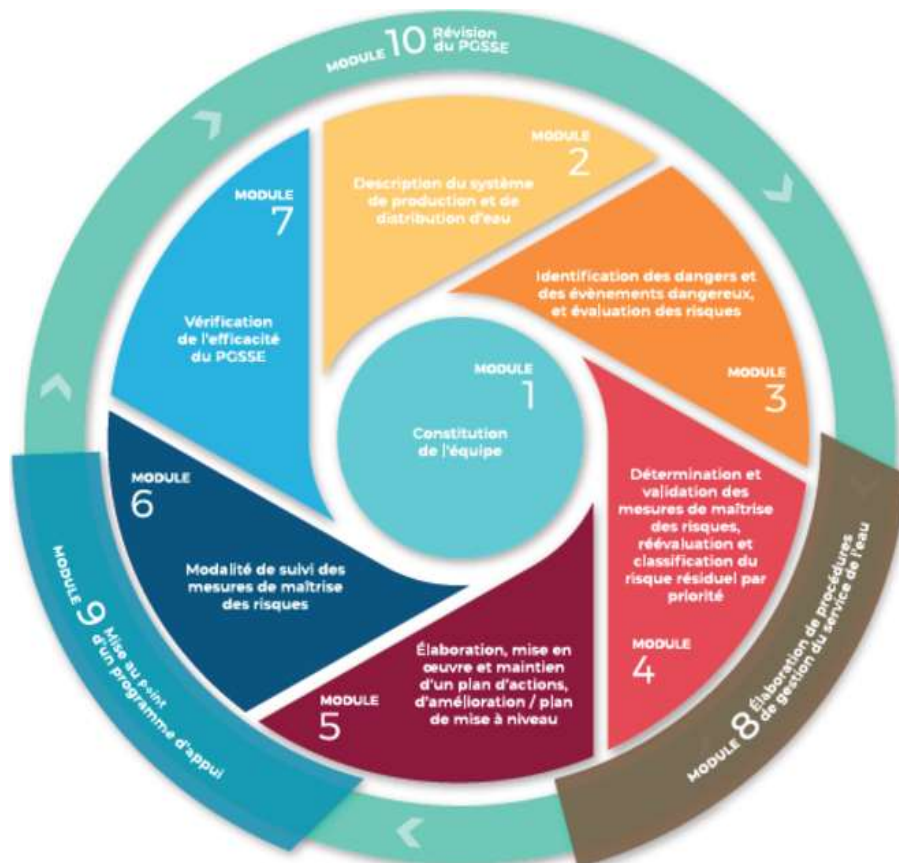 MODULE 10 Révision
du PGSSE
MODULE
1
Constitution
de l'équipe
MODULE
2
Description du système
de production et de
distribution d'eau
Identification des dangers et
des évènements dangereux,
et évaluation des risques
MODULE
3
Détermination et
validation des
mesures de maîtrise
des risques,
réévaluation et
classification du
risque résiduel par
priorité
MODULE
4
Élaboration, mise en
œuvre et maintien
d'un plan d'actions,
d'amélioration / plan
de mise à niveau
MODULE
5
MODULE
6
Modalité de suivi des
mesures de maîtrise
des risques
MODULE
7
Vérification
de l'efficacité
du PGSSE
MODULE 8 Élaboration de procédures
de gestion du service de l'eau
MODULE 9 Mise au point
d'un programme d'appui